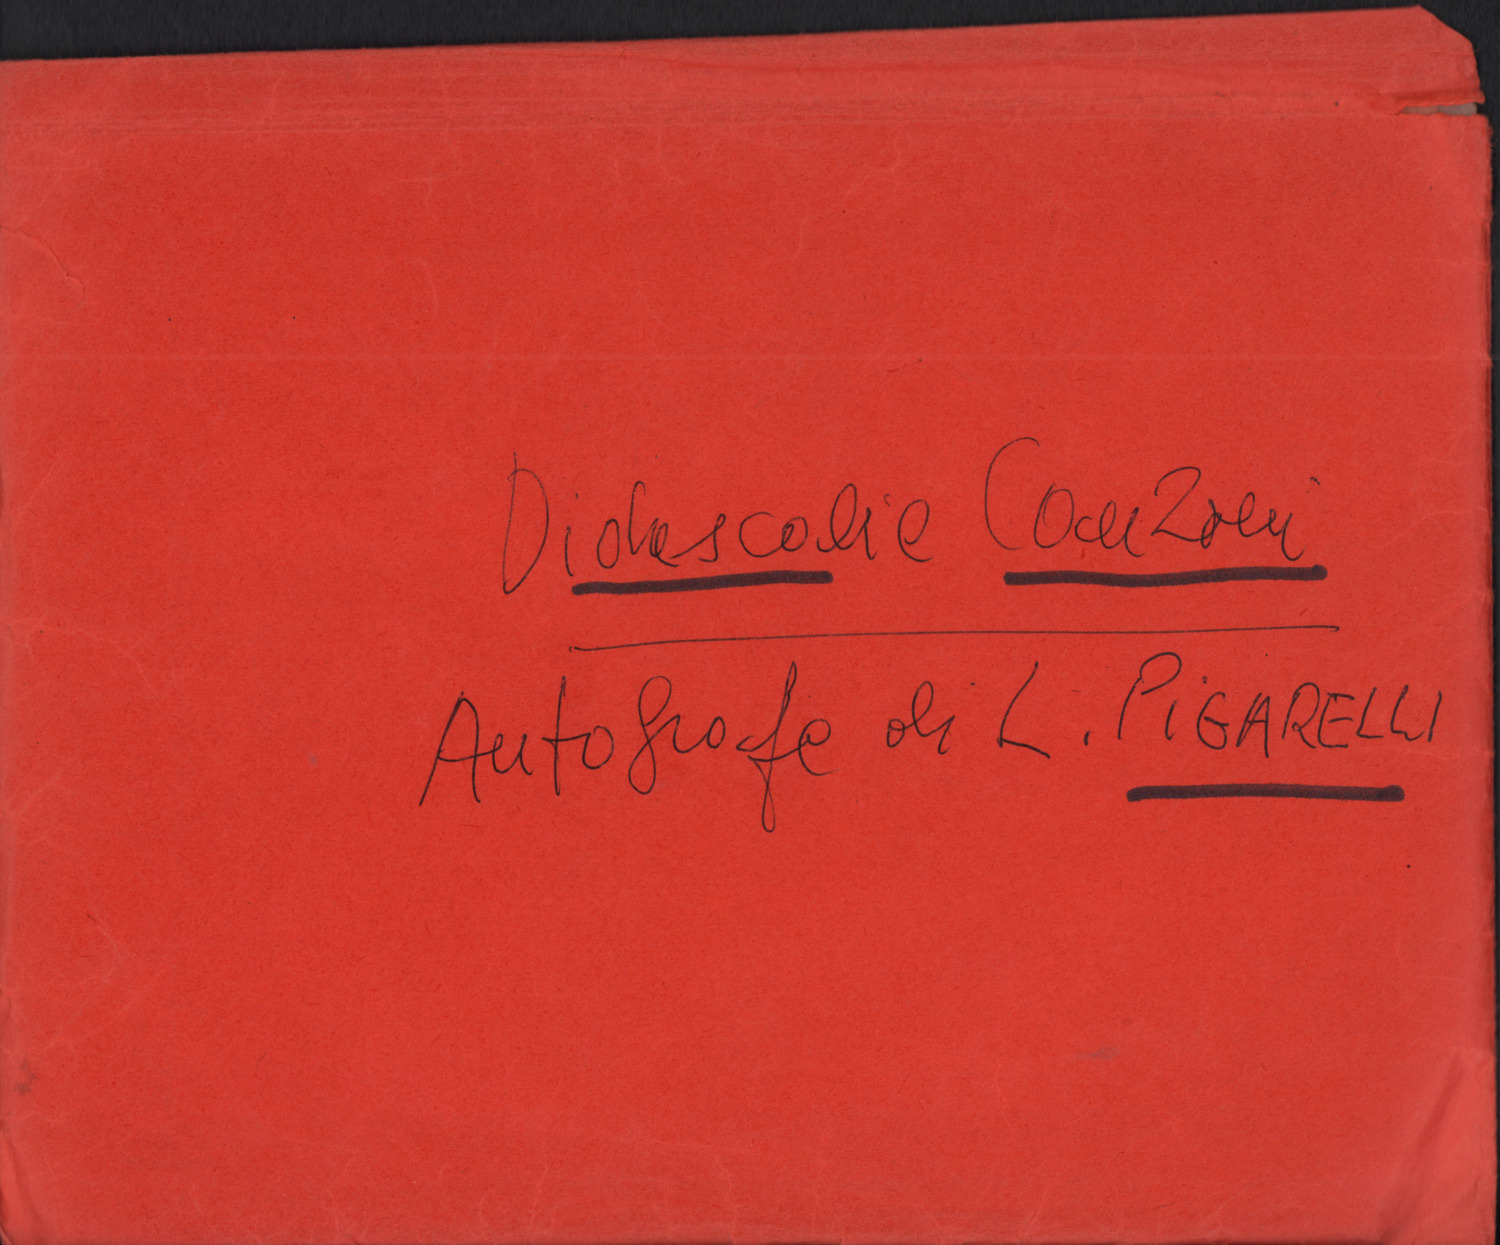 Didascalie Canzoni
Autografe di L. PIGARELLI